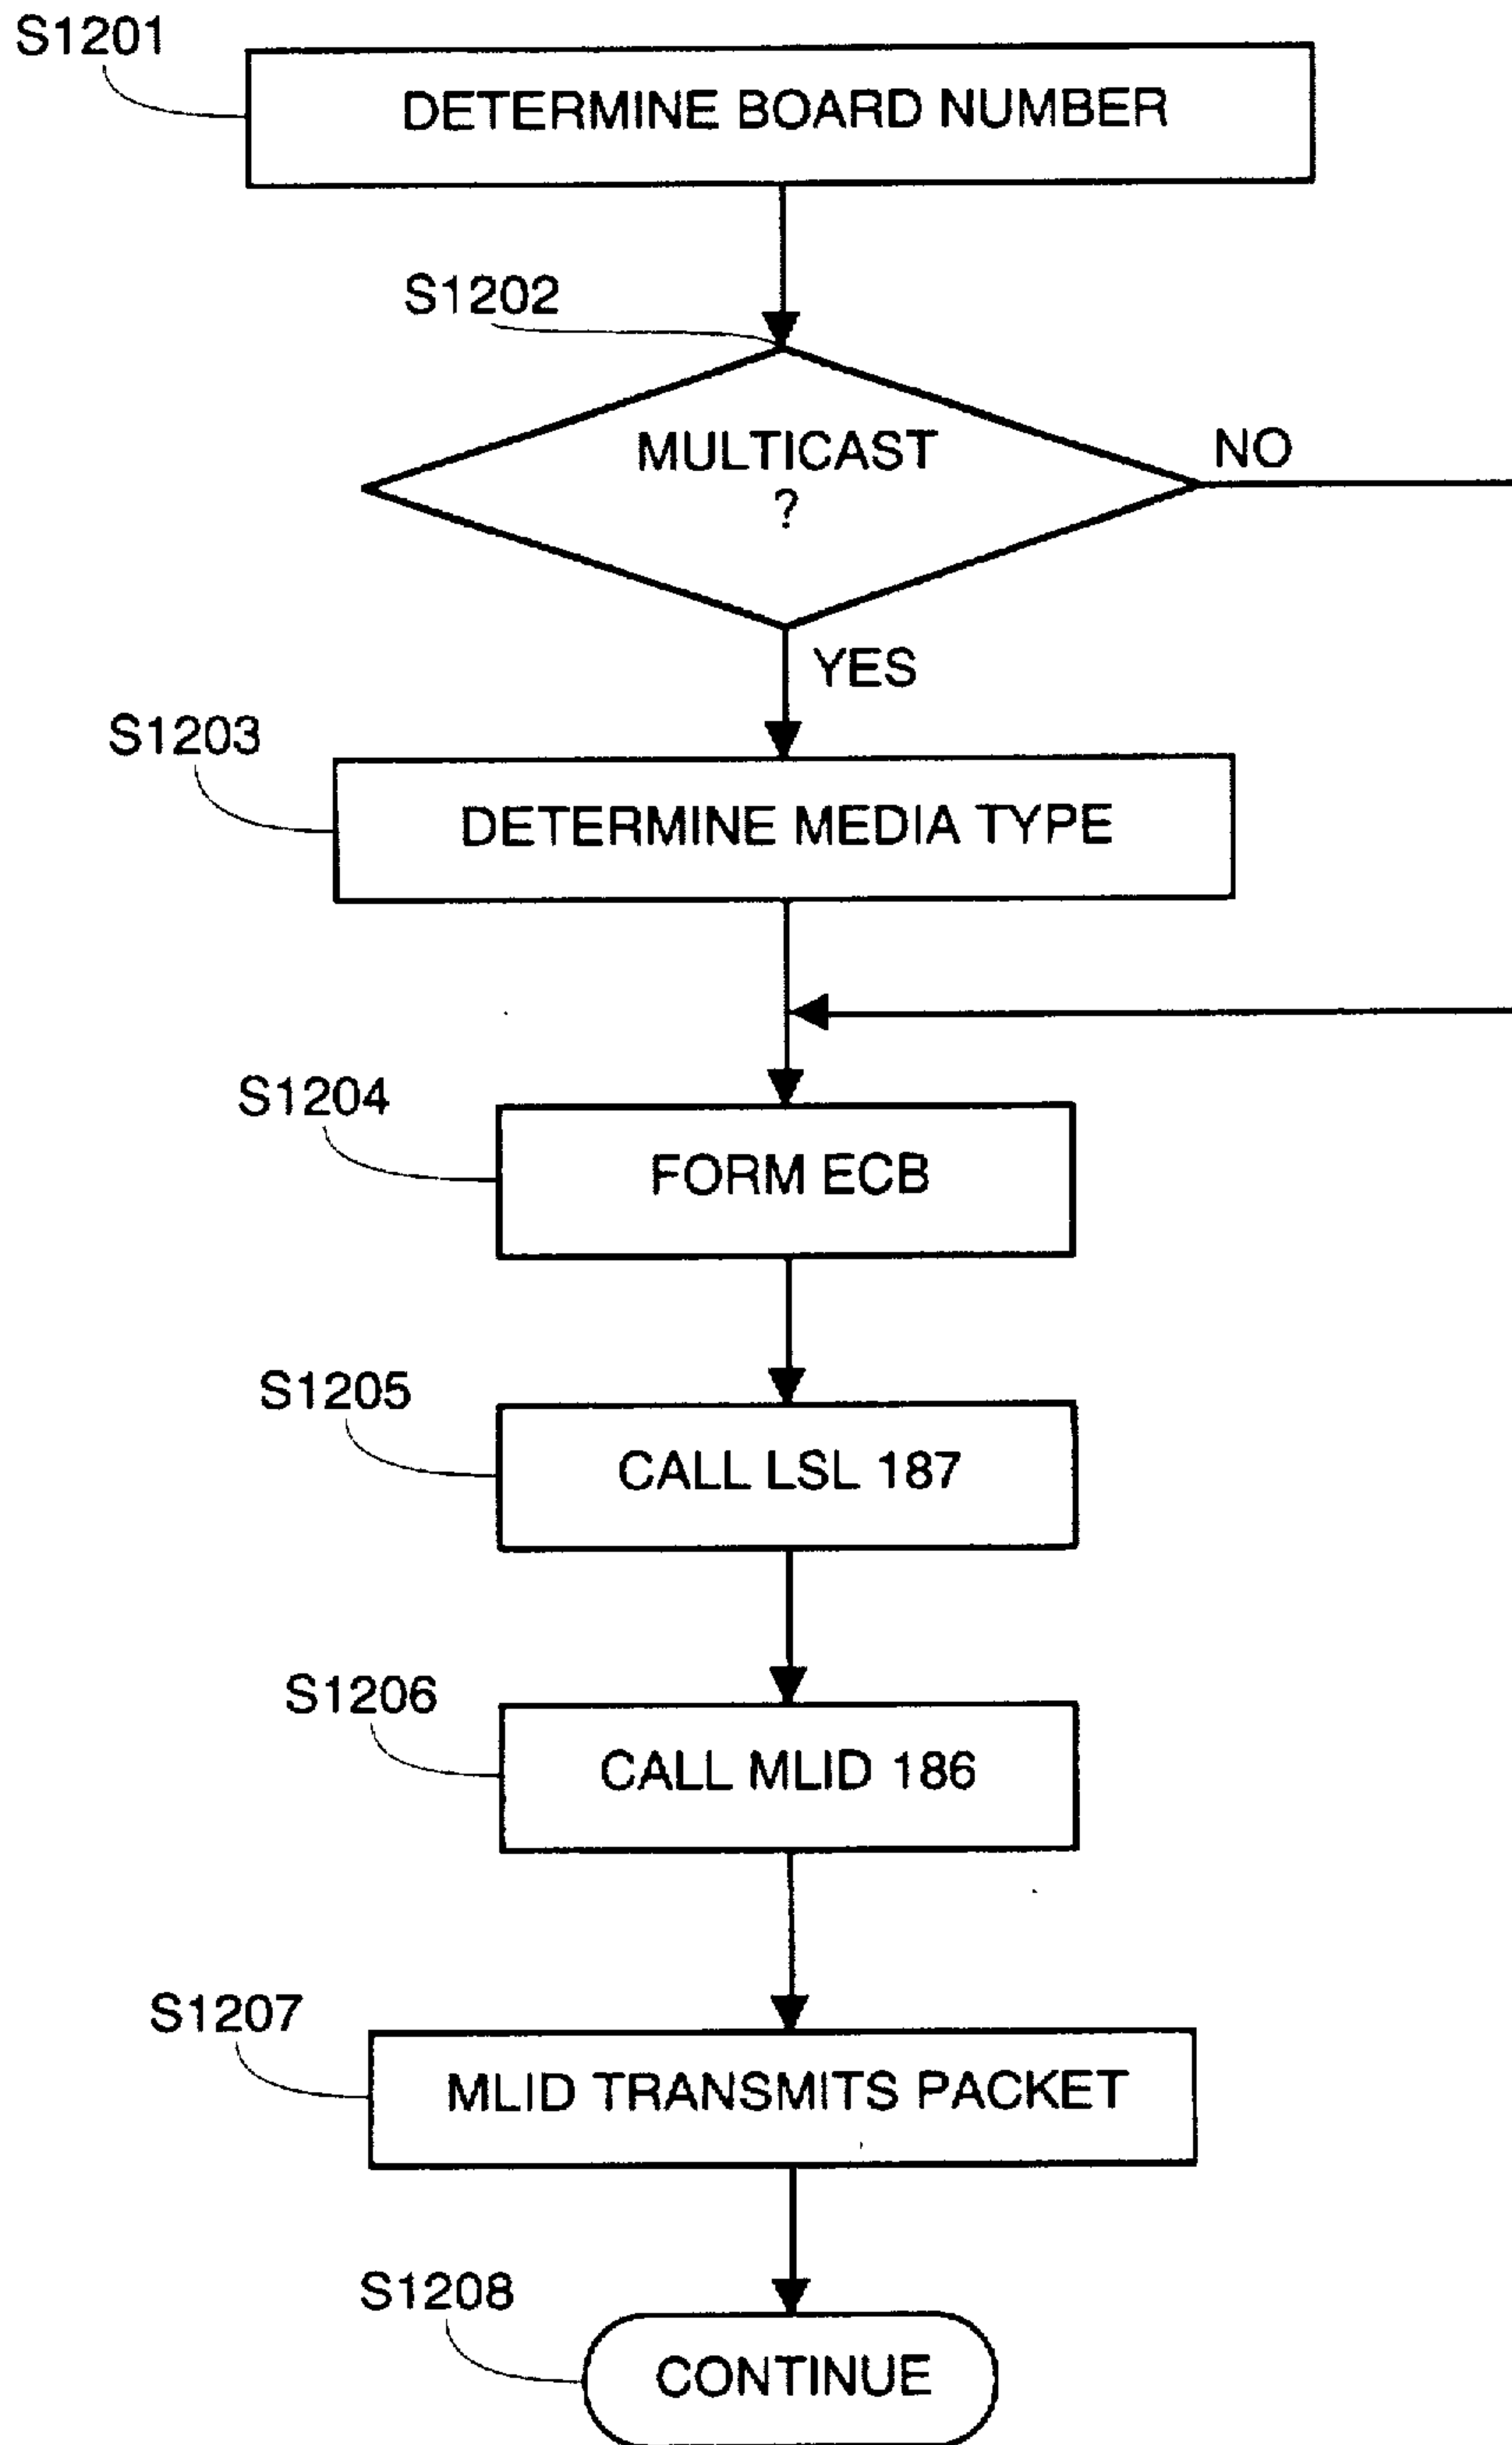 S1201
DETERMINE BOARD NUMBER
S1202
MULTICAST
?
NO
YES
S1203
DETERMINE MEDIA TYPE
S1204
FORM ECB
S1205
CALL LSL 187
S1206
CALL MLID 186
S1207
MLID TRANSMITS PACKET
S1208
CONTINUE